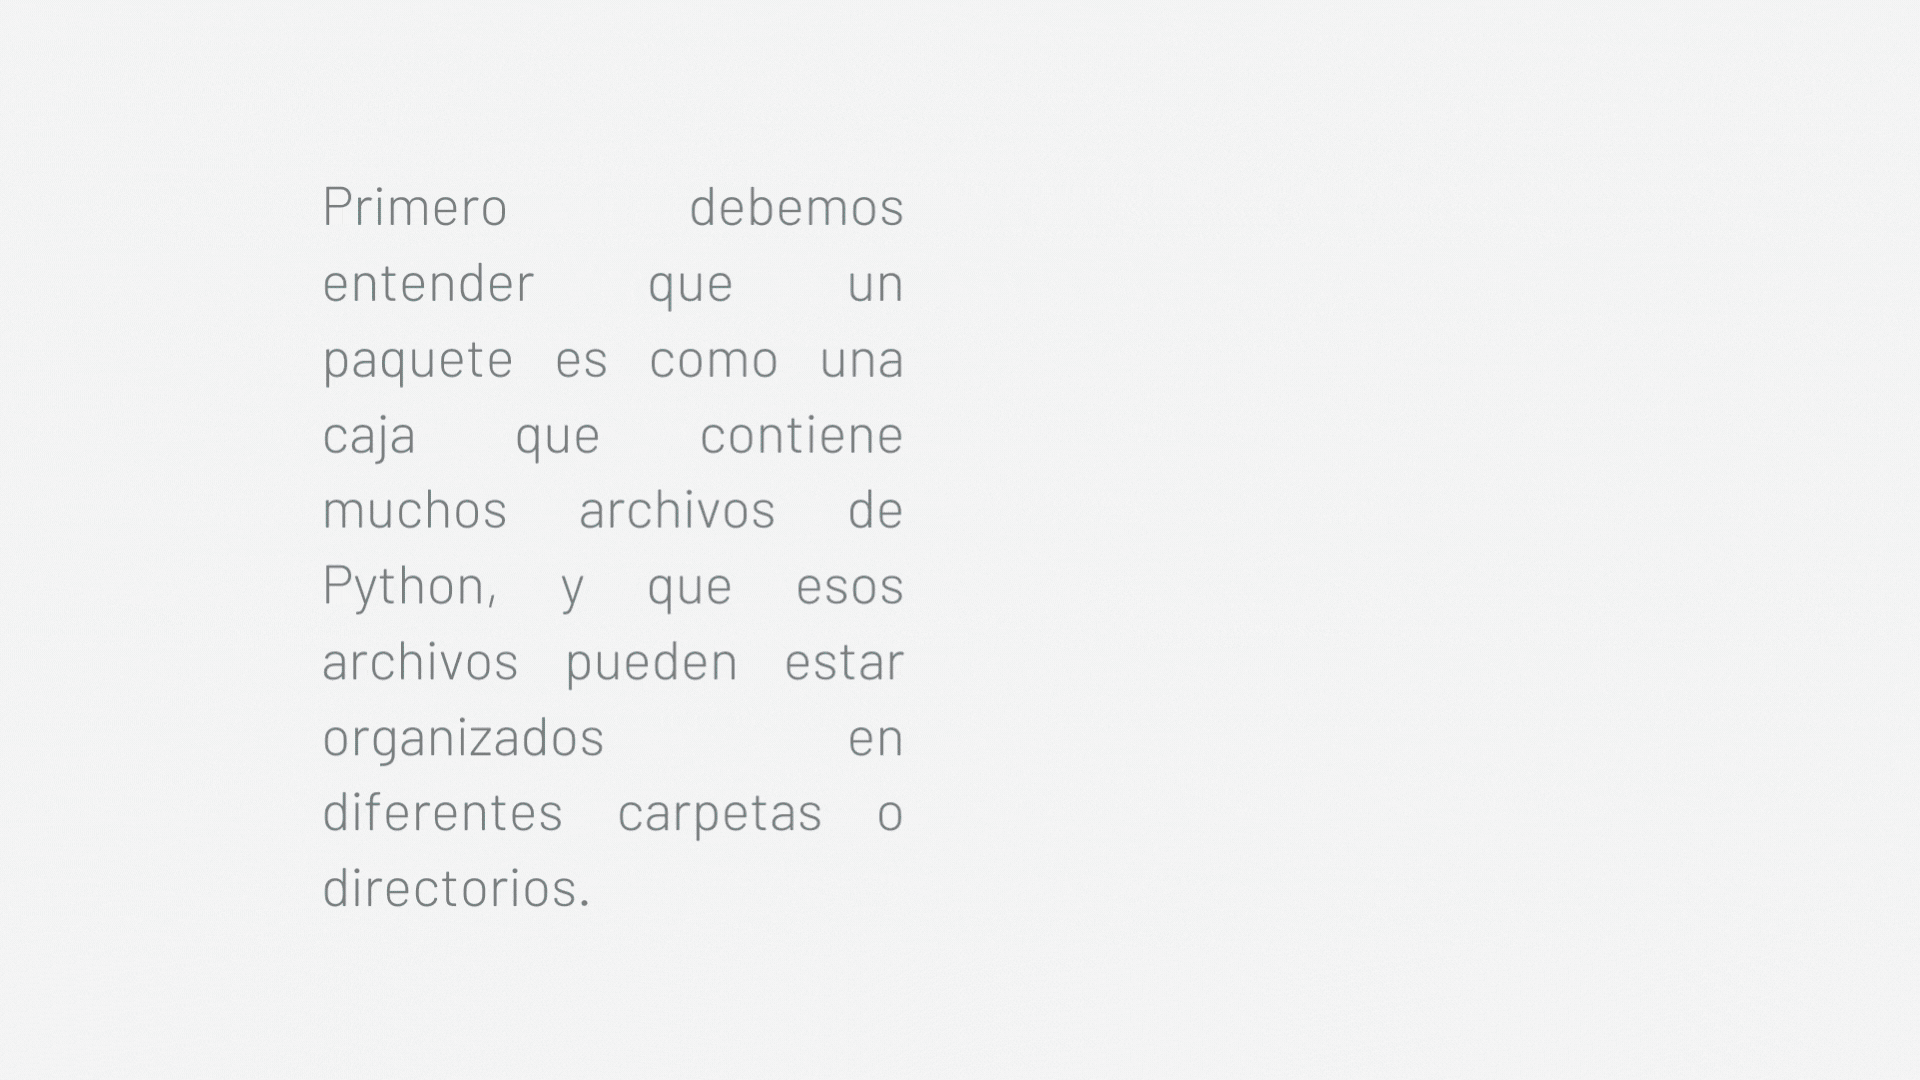 Primero debemos
entender que un
paquete es como una
caja que contiene
muchos archivos de
Python, y que esos
archivos pueden estar
organizados en
diferentes carpetas o
directorios.